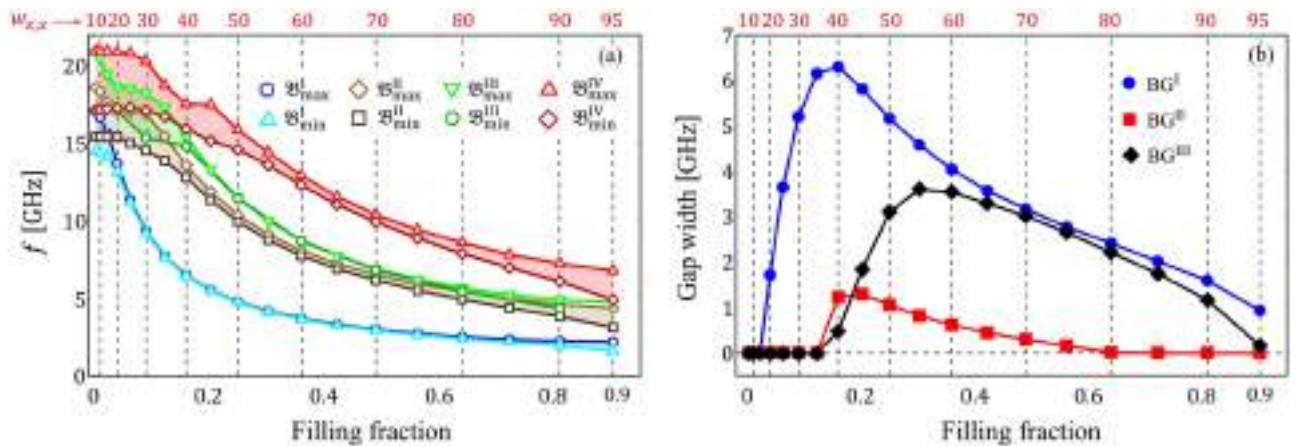 w_{x,x} → 10 20 30 40 50 60 70 80 90 95
(a)
𝔅^I_max 𝔅^II_max 𝔅^III_max 𝔅^IV_max
𝔅^I_min 𝔅^II_min 𝔅^III_min 𝔅^IV_min
20
15
10
5
0
f [GHz]
0 0.2 0.4 0.6 0.8 0.9
Filling fraction
10 20 30 40 50 60 70 80 90 95
(b)
BG^I
BG^II
BG^III
7
6
5
4
3
2
1
0
Gap width [GHz]
0 0.2 0.4 0.6 0.8 0.9
Filling fraction